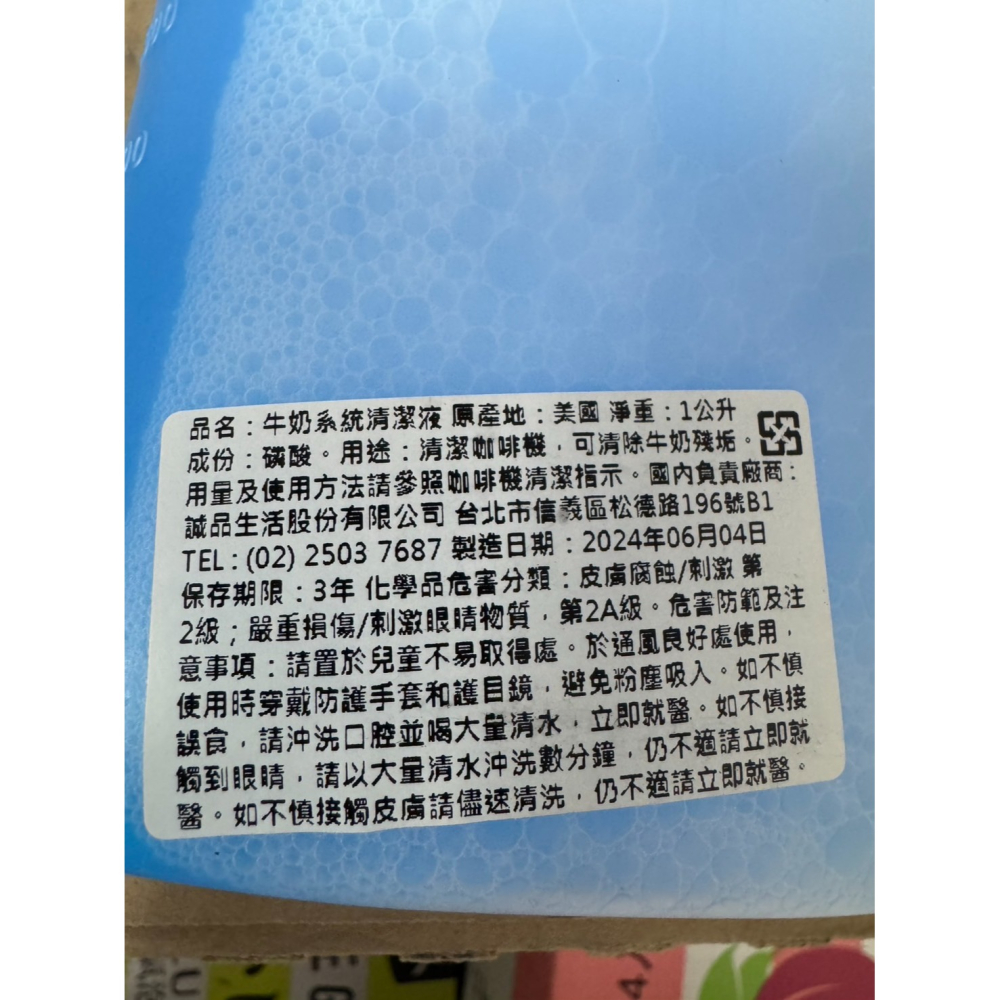 品名：牛奶系統清潔液 原產地：美國 淨重：1公升
成份：磷酸。用途：清潔咖啡機，可清除牛奶殘垢。
用量及使用方法請參照咖啡機清潔指示。國內負責廠商：
誠品生活股份有限公司 台北市信義區松德路196號B1
TEL：(02) 2503 7687 製造日期：2024年06月04日
保存期限：3年 化學品危害分類：皮膚腐蝕/刺激 第
2級；嚴重損傷/刺激眼睛物質，第2A級。危害防範及注
意事項：請置於兒童不易取得處。於通風良好處使用，
使用時穿戴防護手套和護目鏡，避免粉塵吸入。如不慎
誤食，請沖洗口腔並喝大量清水，立即就醫。如不慎接
觸到眼睛，請以大量清水沖洗數分鐘，仍不適請立即就
醫。如不慎接觸皮膚請儘速清洗，仍不適請立即就醫。